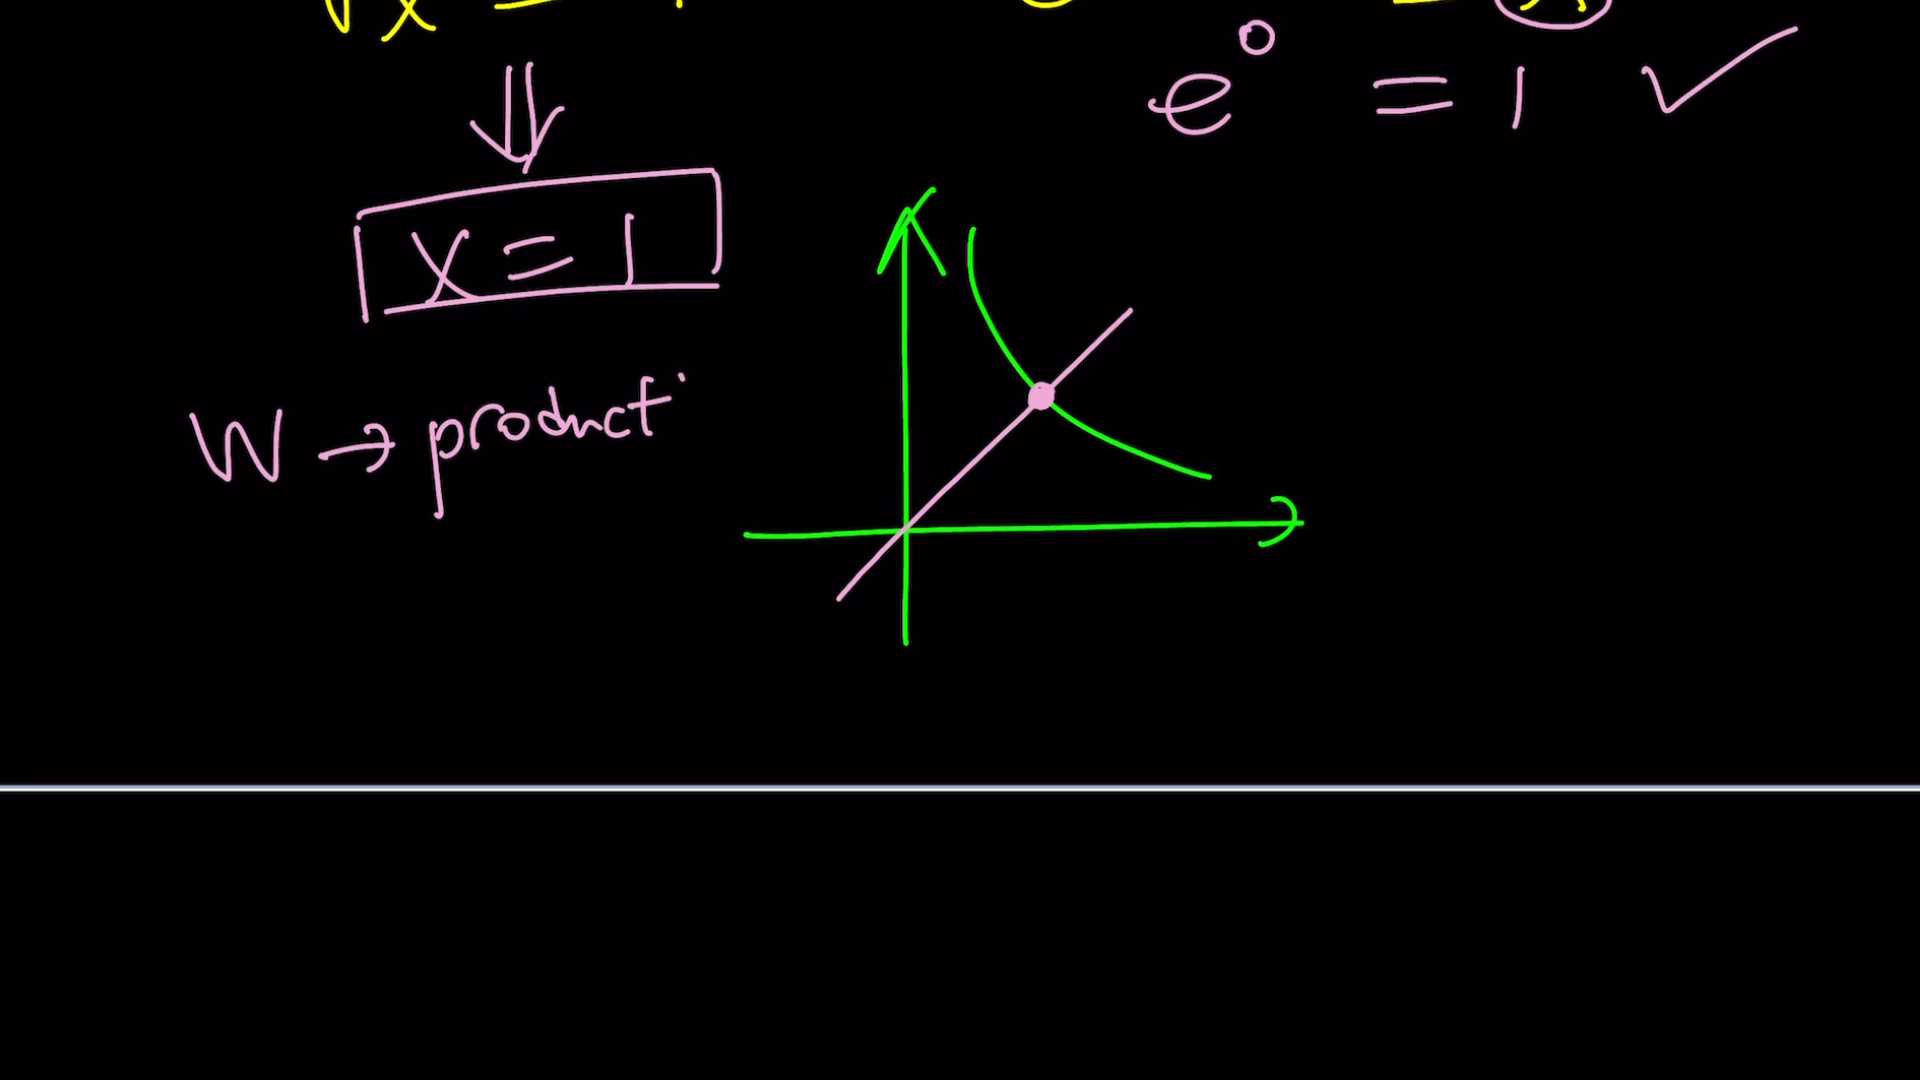 e⁰ = 1 ✓
x = 1
W → product